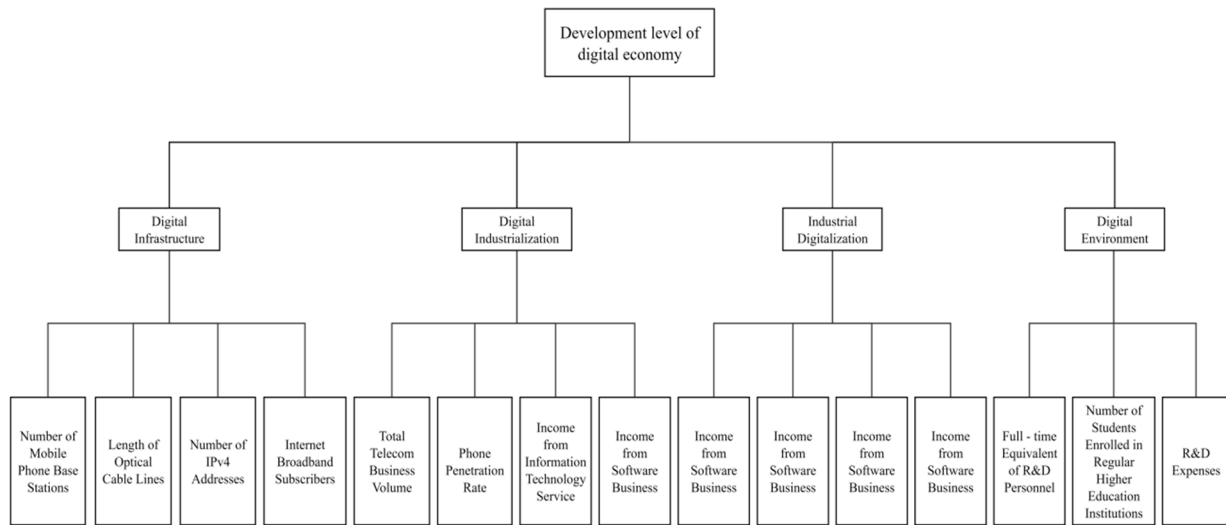 Development level of
digital economy
Digital
Infrastructure
Digital
Industrialization
Industrial
Digitalization
Digital
Environment
Number of
Mobile
Phone Base
Stations
Length of
Optical
Cable Lines
Number of
IPv4
Addresses
Internet
Broadband
Subscribers
Total
Telecom
Business
Volume
Phone
Penetration
Rate
Income
from
Information
Technology
Service
Income
from
Software
Business
Income
from
Software
Business
Income
from
Software
Business
Income
from
Software
Business
Income
from
Software
Business
Full - time
Equivalent
of R&D
Personnel
Number of
Students
Enrolled in
Regular
Higher
Education
Institutions
R&D
Expenses